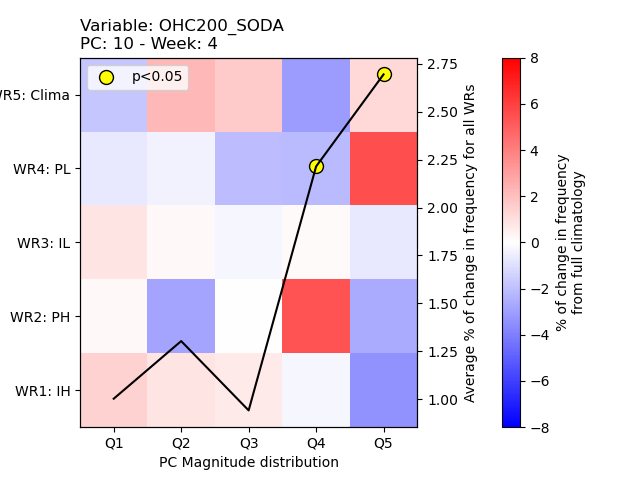 Variable: OHC200_SODA
PC: 10 - Week: 4
p<0.05
WR5: Clima
WR4: PL
WR3: IL
WR2: PH
WR1: IH
Q1 Q2 Q3 Q4 Q5
PC Magnitude distribution
2.75
2.50
2.25
2.00
1.75
1.50
1.25
1.00
Average % of change in frequency for all WRs
8
6
4
2
0
−2
−4
−6
−8
% of change in frequency
from full climatology